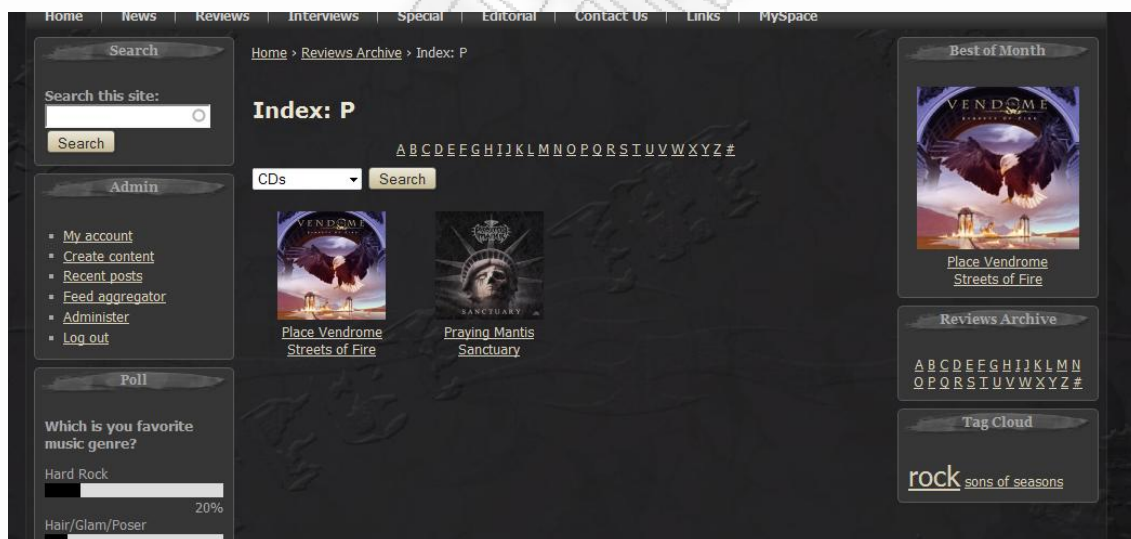 Home | News | Reviews | Interviews | Special | Editorial | Contact Us | Links | MySpace
Search
Search this site:
Search
Admin
My account
Create content
Recent posts
Feed aggregator
Administer
Log out
Poll
Which is you favorite
music genre?
Hard Rock
20%
Hair/Glam/Poser
Home › Reviews Archive › Index: P
Index: P
A B C D E F G H I J K L M N O P Q R S T U V W X Y Z #
CDs Search
VENDOME
Place Vendrome
Streets of Fire
SANCTUARY
Praying Mantis
Sanctuary
Best of Month
VENDOME
STREETS OF FIRE
Place Vendrome
Streets of Fire
Reviews Archive
A B C D E F G H I J K L M N
O P Q R S T U V W X Y Z #
Tag Cloud
rock sons of seasons